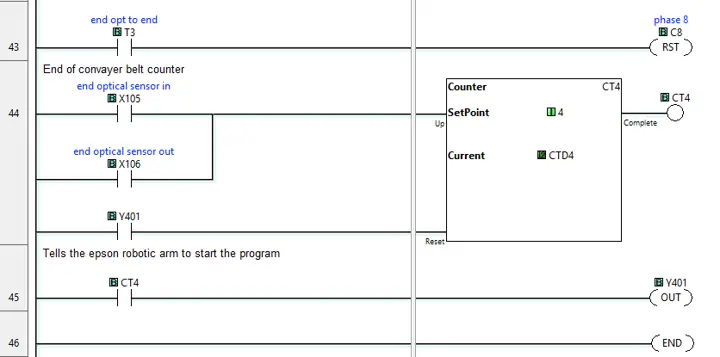 end opt to end
phase 8
T3
C8
43
RST
End of convayer belt counter
end optical sensor in
X105
44
Counter
CT4
CT4
SetPoint
4
Up
Complete
end optical sensor out
X106
Current
CTD4
Y401
Reset
Tells the epson robotic arm to start the program
CT4
Y401
45
OUT
46
END